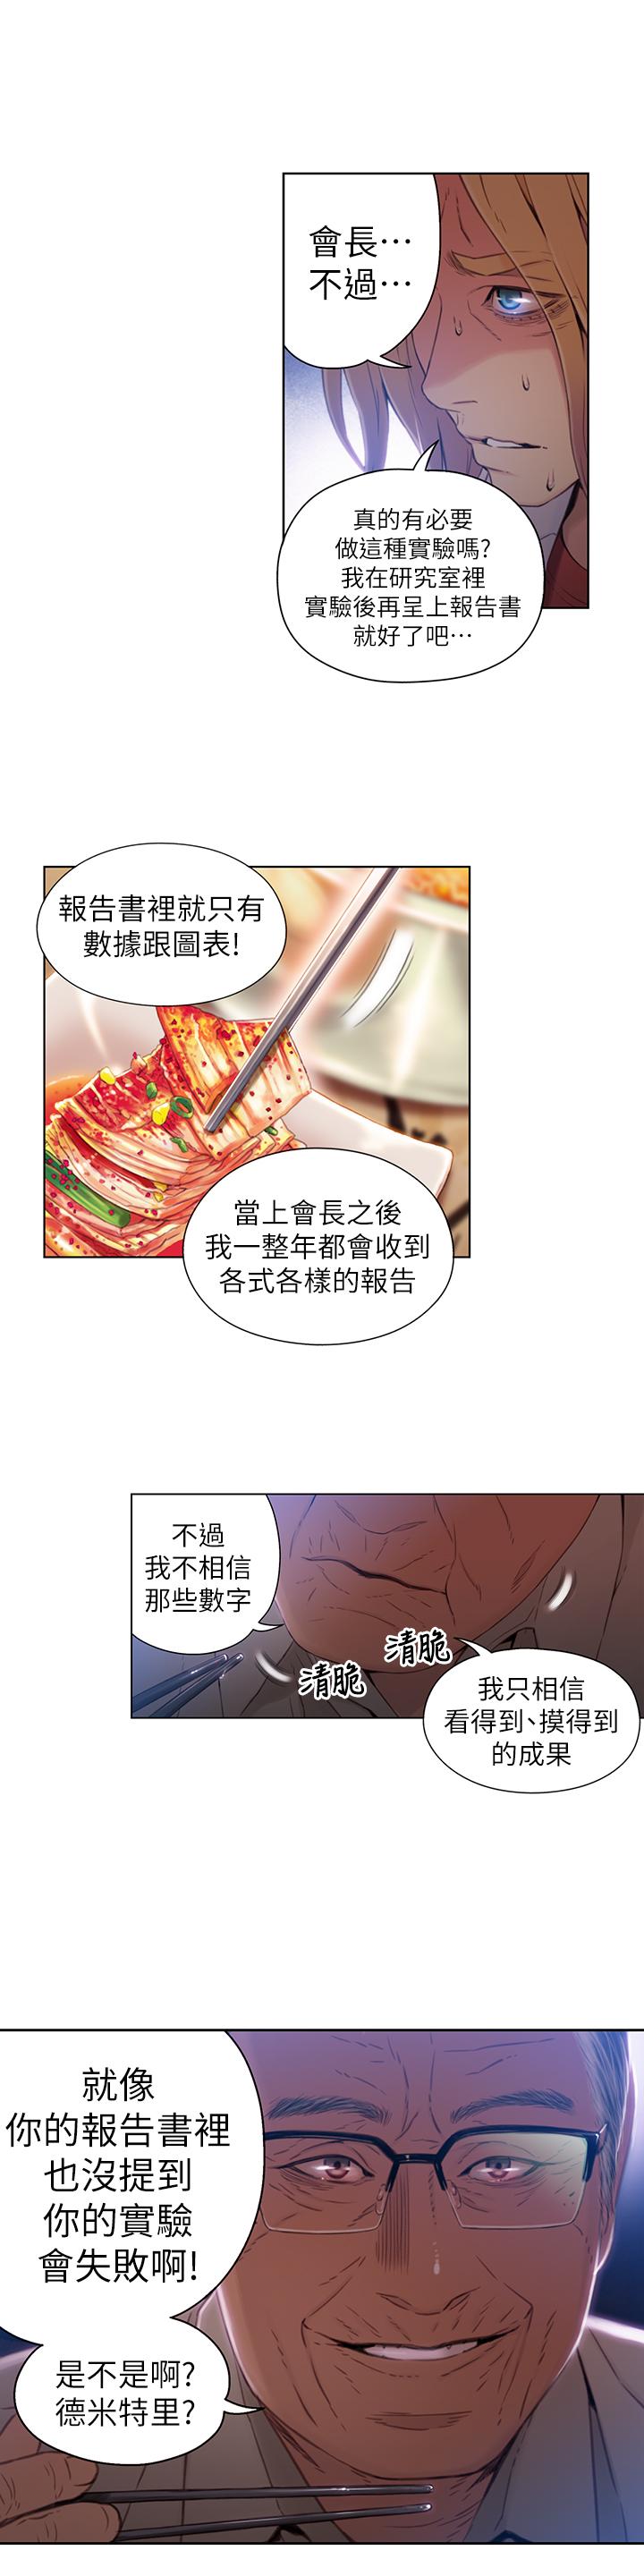 會長…
不過…
真的有必要
做這種實驗嗎?
我在研究室裡
實驗後再呈上報告書
就好了吧…
報告書裡就只有
數據跟圖表!
當上會長之後
我一整年都會收到
各式各樣的報告
不過
我不相信
那些數字
清脆
清脆
我只相信
看得到、摸得到
的成果
就像
你的報告書裡
也沒提到
你的實驗
會失敗啊!
是不是啊?
德米特里?